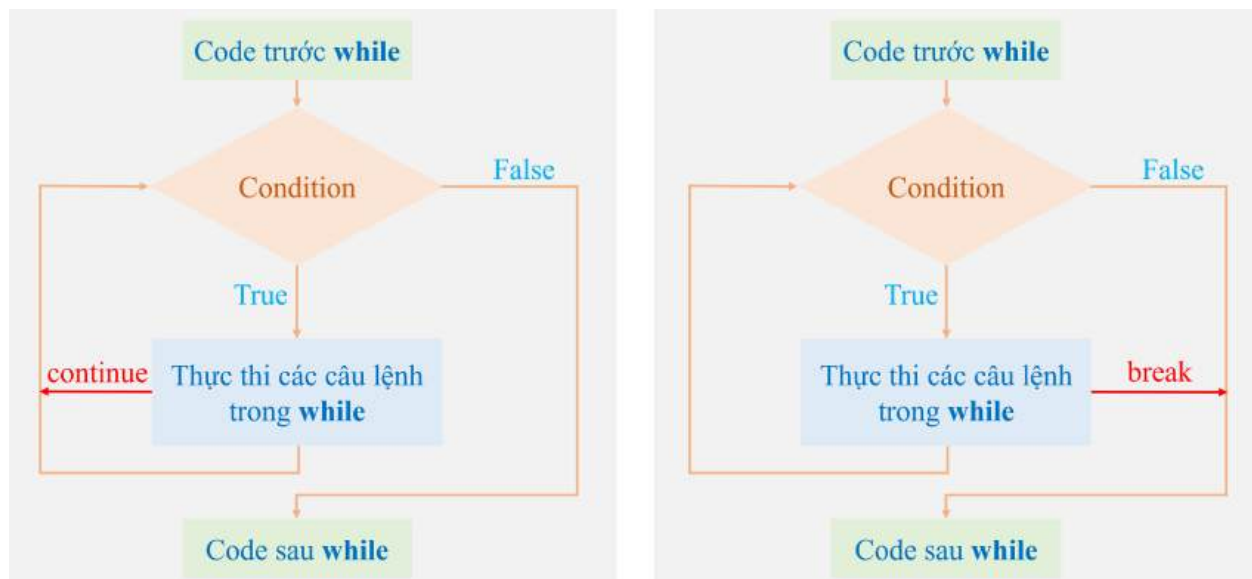 Code trước while
Condition
False
True
continue
Thực thi các câu lệnh
trong while
Code sau while
Code trước while
Condition
False
True
Thực thi các câu lệnh
trong while
break
Code sau while